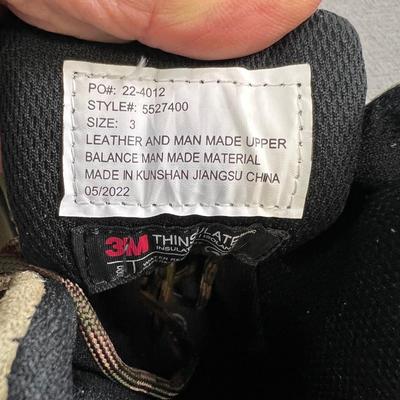 PO#: 22-4012
STYLE#: 5527400
SIZE: 3
LEATHER AND MAN MADE UPPER
BALANCE MAN MADE MATERIAL
MADE IN KUNSHAN JIANGSU CHINA
05/2022
3M THINSULATE